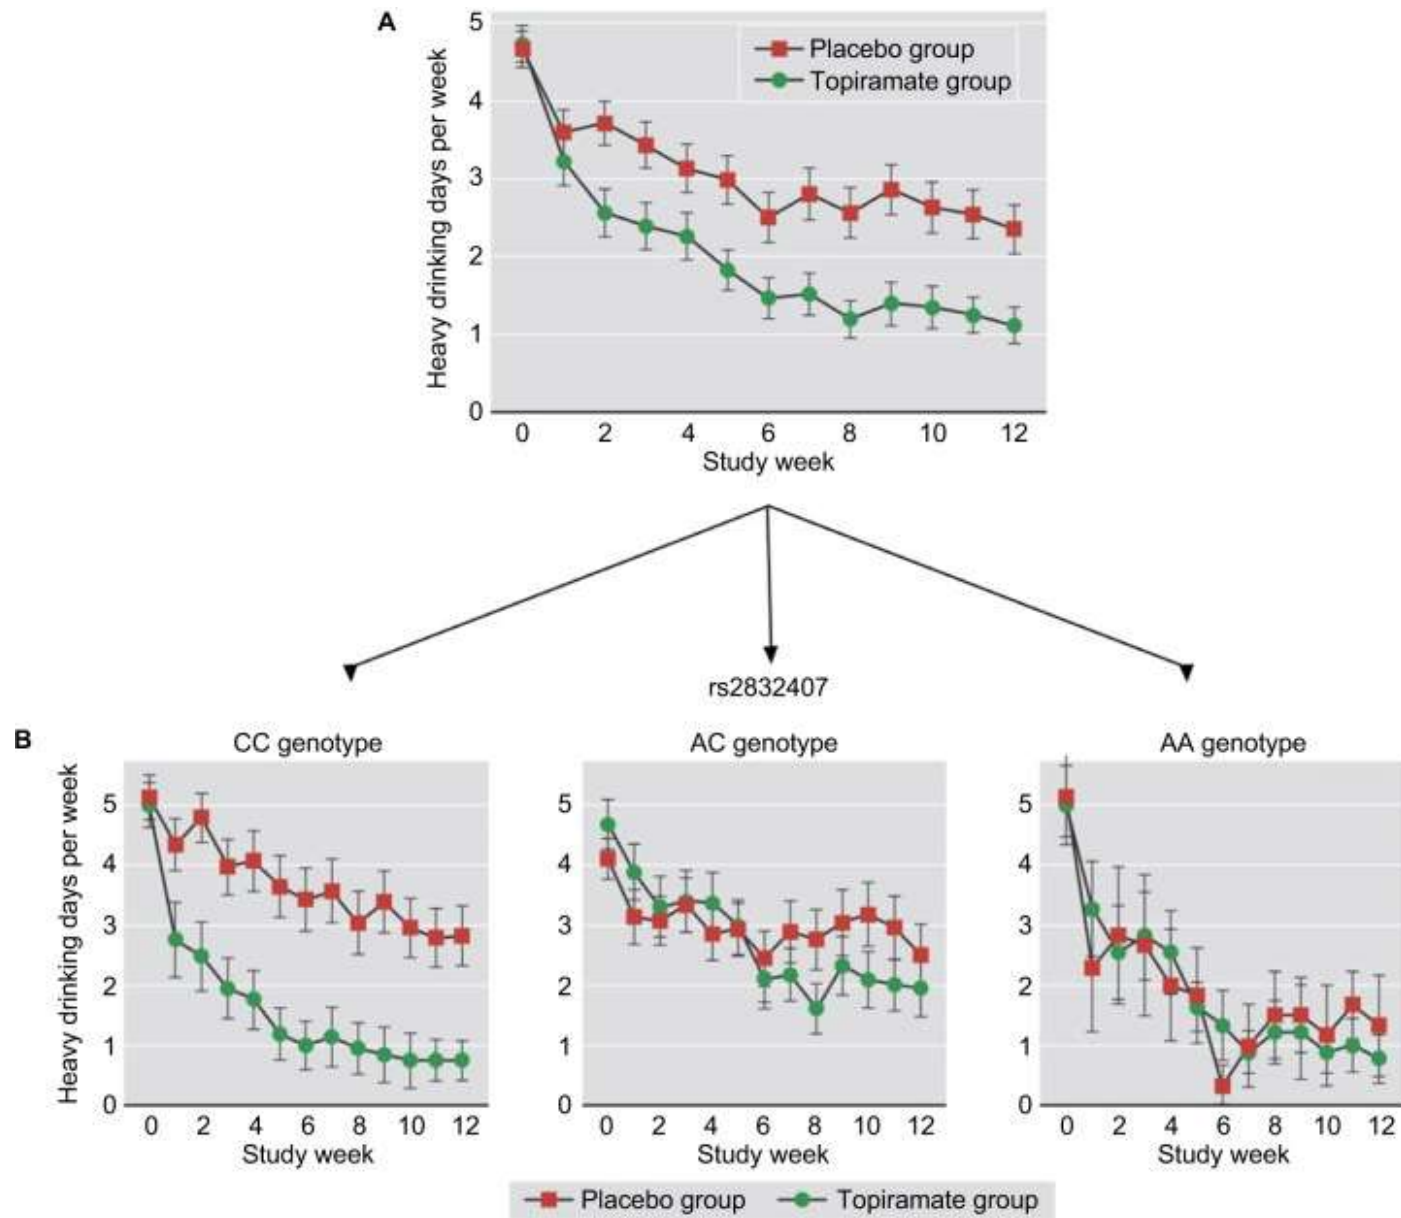 A
Heavy drinking days per week
5
4
3
2
1
0
Placebo group
Topiramate group
0 2 4 6 8 10 12
Study week
rs2832407
B
CC genotype
AC genotype
AA genotype
Heavy drinking days per week
5
4
3
2
1
0
0 2 4 6 8 10 12
Study week
5
4
3
2
1
0
0 2 4 6 8 10 12
Study week
5
4
3
2
1
0
0 2 4 6 8 10 12
Study week
Placebo group Topiramate group